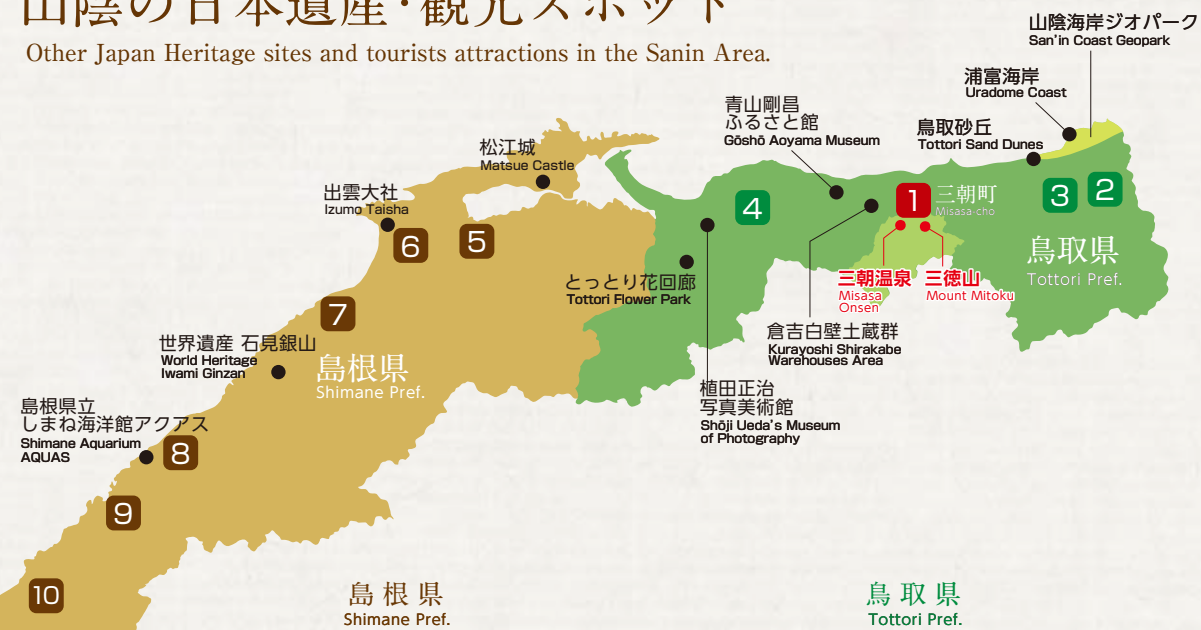 山陰の日本遺産・観光スポット
Other Japan Heritage sites and tourists attractions in the Sanin Area.
山陰海岸ジオパーク
San'in Coast Geopark
浦富海岸
Uradome Coast
青山剛昌
ふるさと館
Gōshō Aoyama Museum
鳥取砂丘
Tottori Sand Dunes
松江城
Matsue Castle
出雲大社
Izumo Taisha
1
三朝町
Misasa-cho
2
3
4
5
6
7
鳥取県
Tottori Pref.
三朝温泉
Misasa
Onsen
三徳山
Mount Mitoku
とっとり花回廊
Tottori Flower Park
倉吉白壁土蔵群
Kurayoshi Shirakabe
Warehouses Area
世界遺産 石見銀山
World Heritage
Iwami Ginzan
島根県
Shimane Pref.
植田正治
写真美術館
Shōji Ueda's Museum
of Photography
島根県立
しまね海洋館アクアス
Shimane Aquarium
AQUAS
8
9
10
島根県
Shimane Pref.
鳥取県
Tottori Pref.